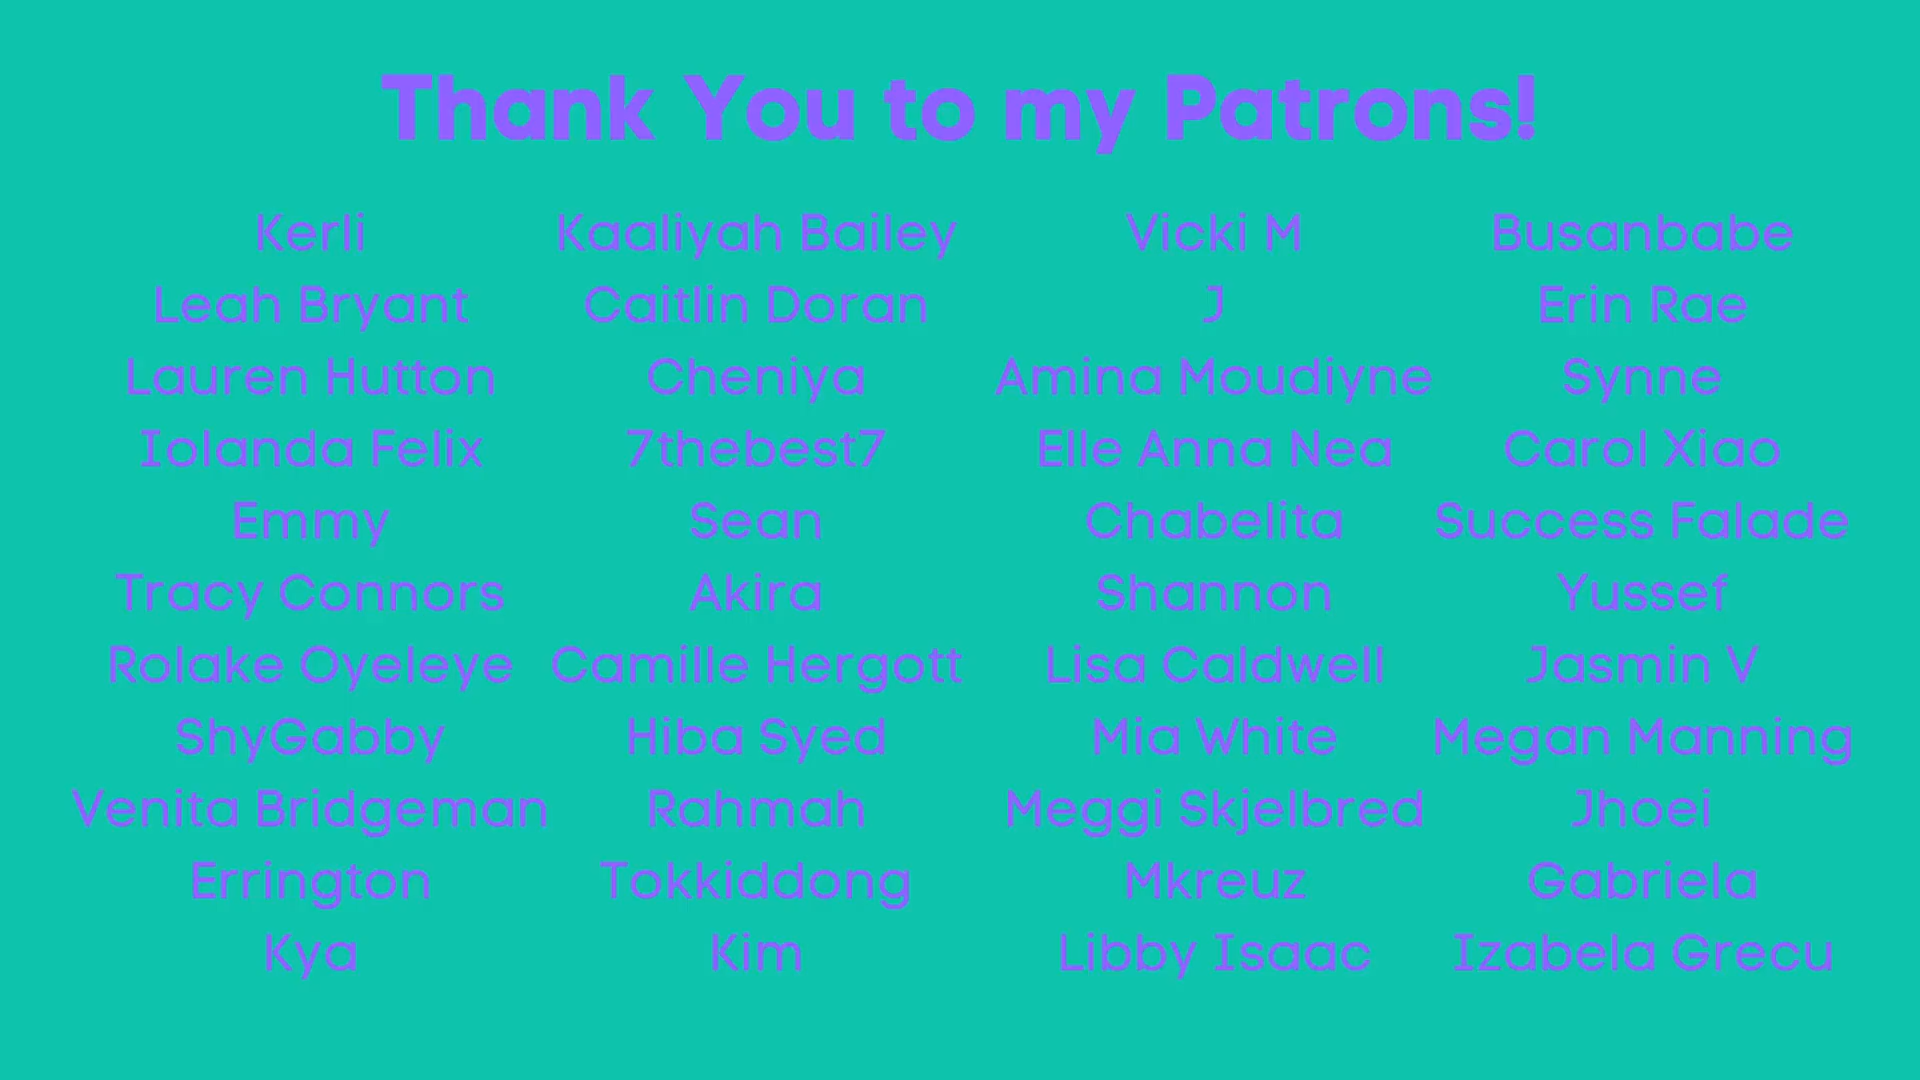 Thank You to my Patrons!
Kerli
Leah Bryant
Lauren Hutton
Iolanda Felix
Emmy
Tracy Connors
Rolake Oyeleye
ShyGabby
Venita Bridgeman
Errington
Kya
Kaaliyah Bailey
Caitlin Doran
Cheniya
7thebest7
Sean
Akira
Camille Hergott
Hiba Syed
Rahmah
Tokkiddong
Kim
Vicki M
J
Amina Moudiyne
Elle Anna Nea
Chabelita
Shannon
Lisa Caldwell
Mia White
Meggi Skjelbred
Mkreuz
Libby Isaac
Busanbabe
Erin Rae
Synne
Carol Xiao
Success Falade
Yussef
Jasmin V
Megan Manning
Jhoei
Gabriela
Izabela Grecu